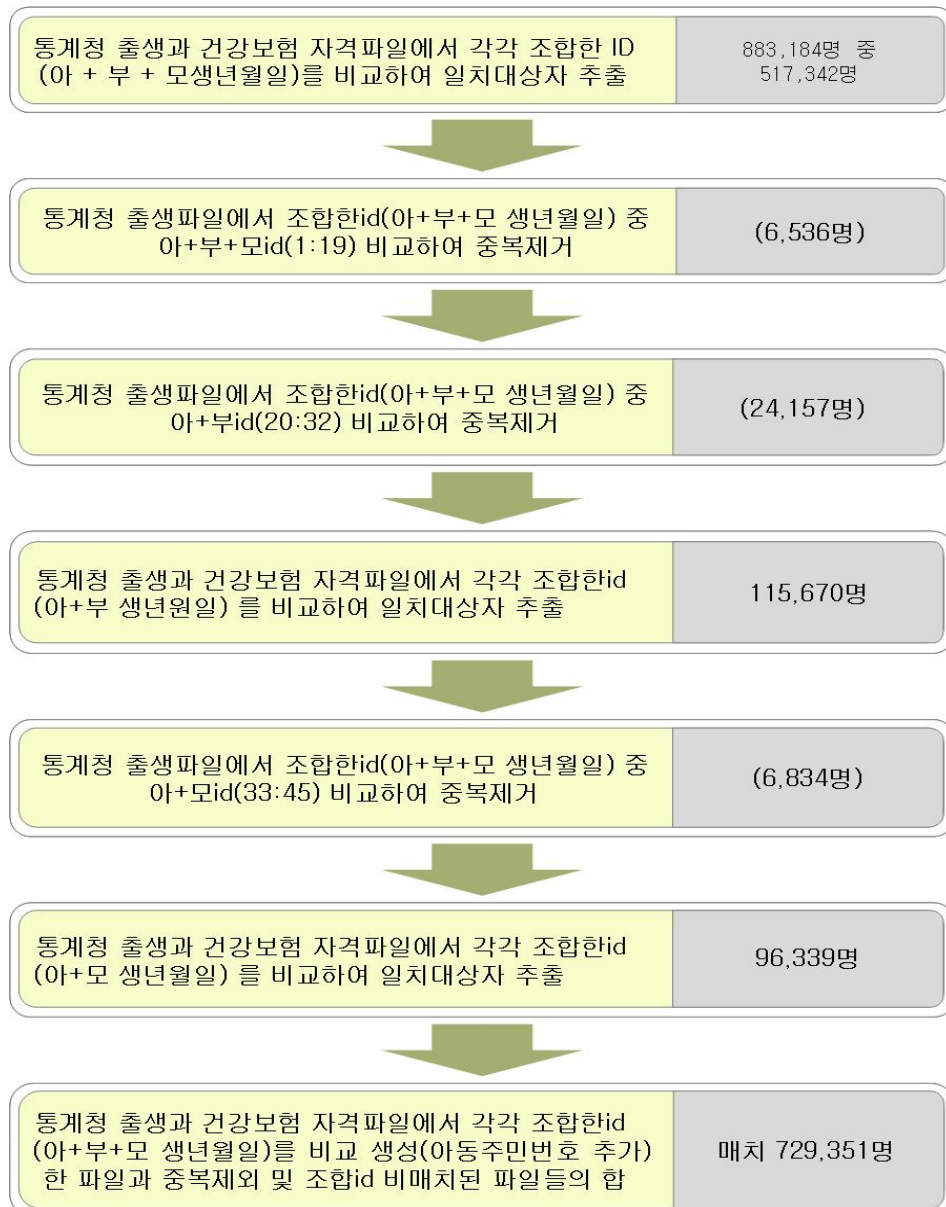 통계청 출생과 건강보험 자격파일에서 각각 조합한 ID
(아 + 부 + 모생년월일)를 비교하여 일치대상자 추출
883,184명 중
517,342명
통계청 출생파일에서 조합한id(아+부+모 생년월일) 중
아+부+모id(1:19) 비교하여 중복제거
(6,536명)
통계청 출생파일에서 조합한id(아+부+모 생년월일) 중
아+부id(20:32) 비교하여 중복제거
(24,157명)
통계청 출생과 건강보험 자격파일에서 각각 조합한id
(아+부 생년원일) 를 비교하여 일치대상자 추출
115,670명
통계청 출생파일에서 조합한id(아+부+모 생년월일) 중
아+모id(33:45) 비교하여 중복제거
(6,834명)
통계청 출생과 건강보험 자격파일에서 각각 조합한id
(아+모 생년월일) 를 비교하여 일치대상자 추출
96,339명
통계청 출생과 건강보험 자격파일에서 각각 조합한id
(아+부+모 생년월일)를 비교 생성(아동주민번호 추가)
한 파일과 중복제외 및 조합id 비매치된 파일들의 합
매치 729,351명